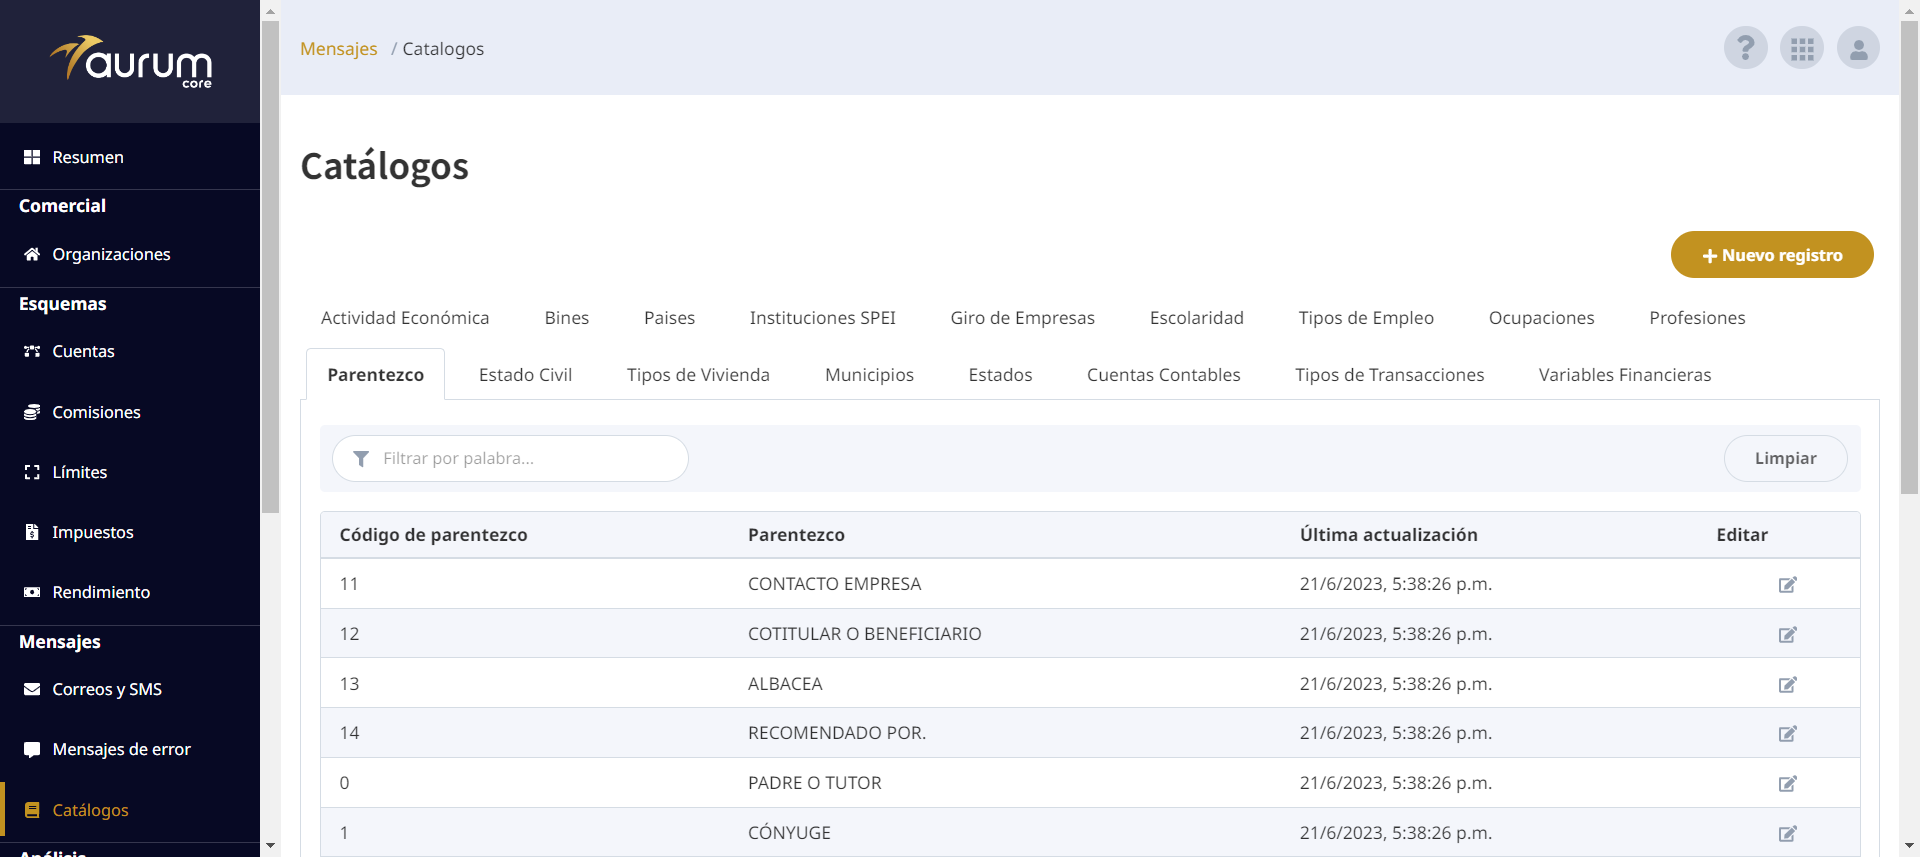 aurum
core
Resumen
Comercial
Organizaciones
Esquemas
Cuentas
Comisiones
Límites
Impuestos
Rendimiento
Mensajes
Correos y SMS
Mensajes de error
Catálogos
Análisis
Mensajes / Catalogos
?
Catálogos
+ Nuevo registro
Actividad Económica Bines Paises Instituciones SPEI Giro de Empresas Escolaridad Tipos de Empleo Ocupaciones Profesiones
Parentezco Estado Civil Tipos de Vivienda Municipios Estados Cuentas Contables Tipos de Transacciones Variables Financieras
Filtrar por palabra... Limpiar
Código de parentezco Parentezco Última actualización Editar
11 CONTACTO EMPRESA 21/6/2023, 5:38:26 p.m.
12 COTITULAR O BENEFICIARIO 21/6/2023, 5:38:26 p.m.
13 ALBACEA 21/6/2023, 5:38:26 p.m.
14 RECOMENDADO POR. 21/6/2023, 5:38:26 p.m.
0 PADRE O TUTOR 21/6/2023, 5:38:26 p.m.
1 CÓNYUGE 21/6/2023, 5:38:26 p.m.